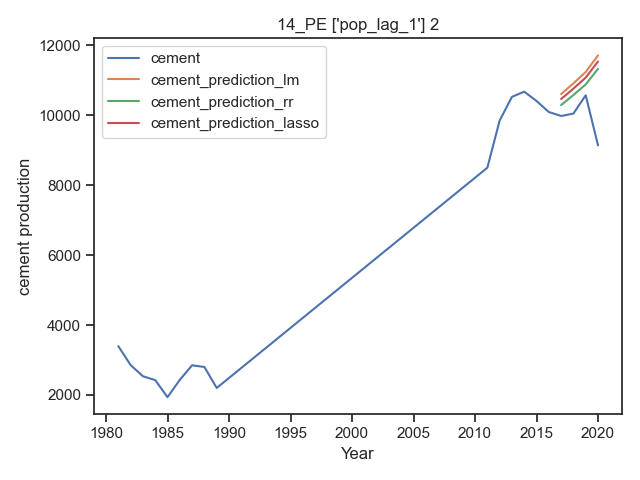 14_PE ['pop_lag_1'] 2
12000
10000
8000
6000
4000
2000
cement production
cement
cement_prediction_lm
cement_prediction_rr
cement_prediction_lasso
1980 1985 1990 1995 2000 2005 2010 2015 2020
Year